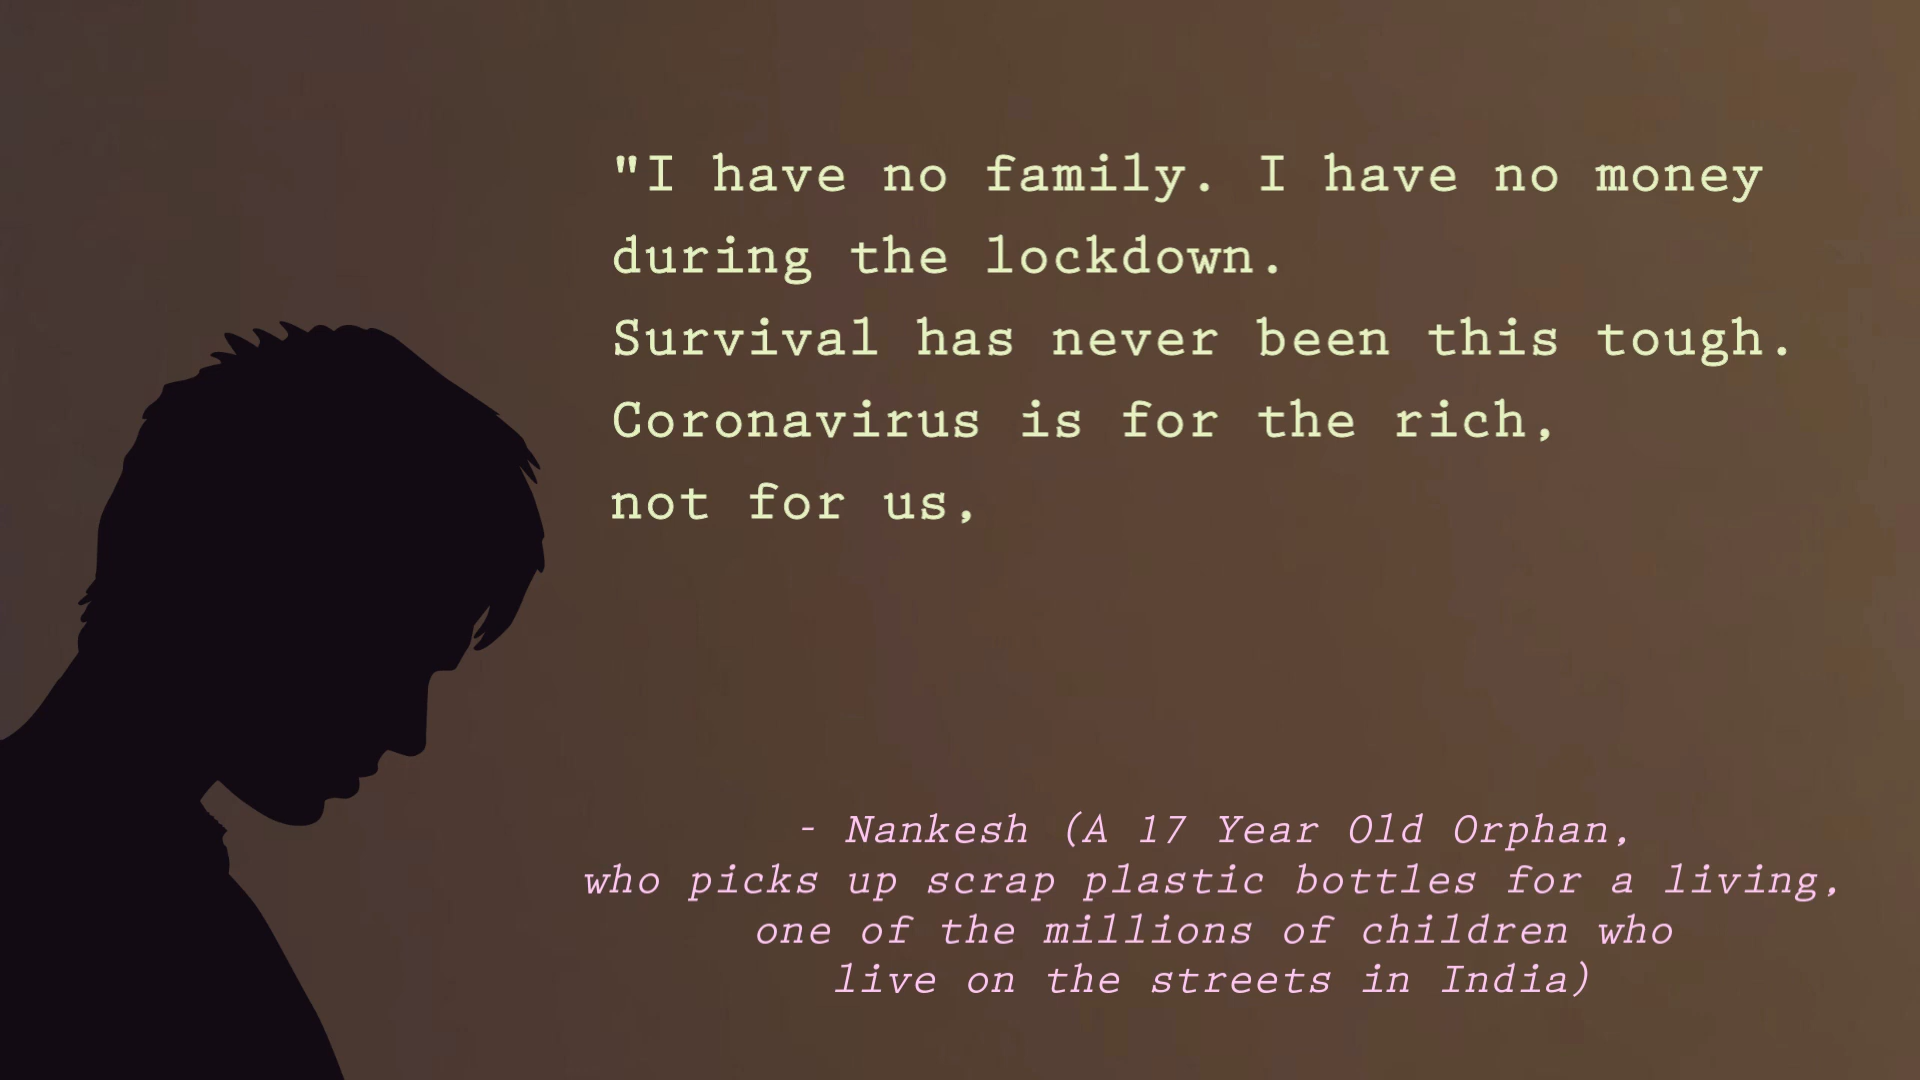 "I have no family. I have no money
during the lockdown.
Survival has never been this tough.
Coronavirus is for the rich,
not for us,
- Nankesh (A 17 Year Old Orphan,
who picks up scrap plastic bottles for a living,
one of the millions of children who
live on the streets in India)